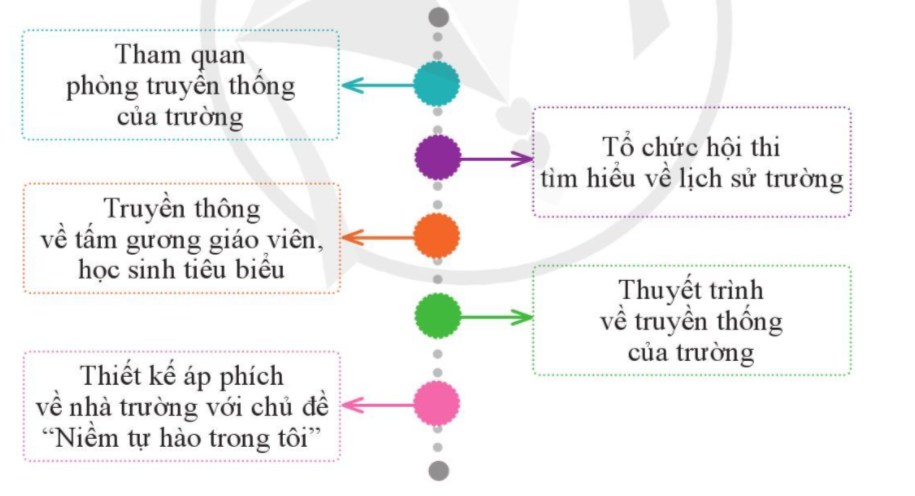 Tham quan
phòng truyền thống
của trường
Tổ chức hội thi
tìm hiểu về lịch sử trường
Truyền thông
về tấm gương giáo viên,
học sinh tiêu biểu
Thuyết trình
về truyền thống
của trường
Thiết kế áp phích
về nhà trường với chủ đề
“Niềm tự hào trong tôi”